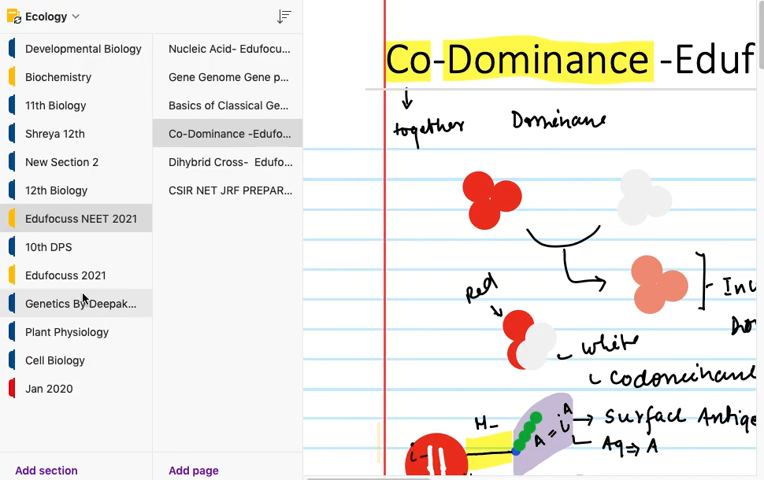 Ecology
Developmental Biology
Biochemistry
11th Biology
Shreya 12th
New Section 2
12th Biology
Edufocuss NEET 2021
10th DPS
Edufocuss 2021
Genetics By Deepak...
Plant Physiology
Cell Biology
Jan 2020
Add section
Nucleic Acid- Edufocu...
Gene Genome Gene p...
Basics of Classical Ge...
Co-Dominance -Edufo...
Dihybrid Cross- Edufo...
CSIR NET JRF PREPAR...
Add page
Co-Dominance -Eduf
together Dominane
Red
White
Codominane
H-
A = i A
Surface Antige
Ag ⇒ A
i-